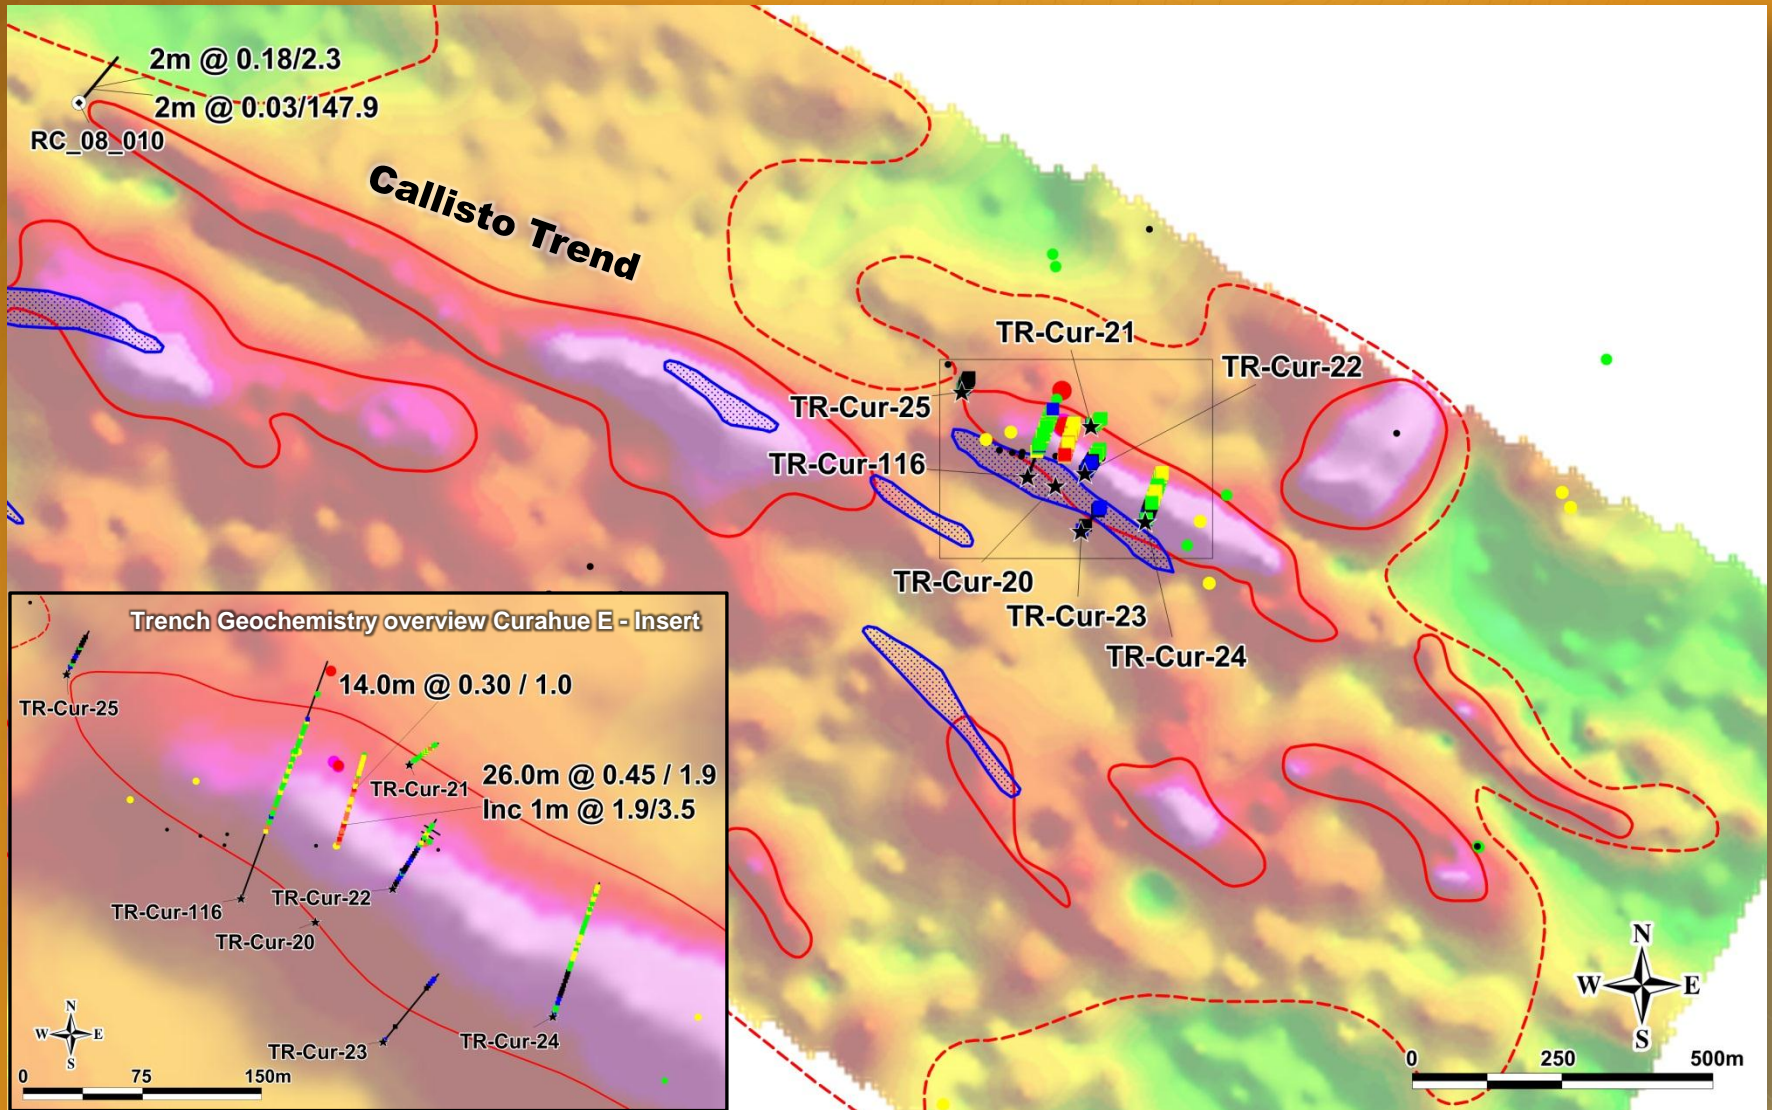 2m @ 0.18/2.3
2m @ 0.03/147.9
RC_08_010
Callisto Trend
TR-Cur-21
TR-Cur-22
TR-Cur-25
TR-Cur-116
TR-Cur-20
TR-Cur-23
TR-Cur-24
Trench Geochemistry overview Curahue E - Insert
14.0m @ 0.30 / 1.0
TR-Cur-25
TR-Cur-21
26.0m @ 0.45 / 1.9
Inc 1m @ 1.9/3.5
TR-Cur-22
TR-Cur-116
TR-Cur-20
TR-Cur-24
TR-Cur-23
N
W E
S
0 75 150m
N
W E
S
0 250 500m